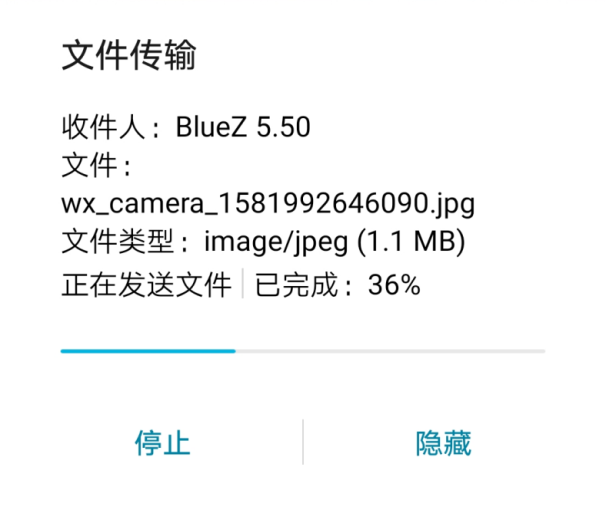 文件传输
收件人：BlueZ 5.50
文件：
wx_camera_1581992646090.jpg
文件类型：image/jpeg (1.1 MB)
正在发送文件 | 已完成：36%
停止
隐藏